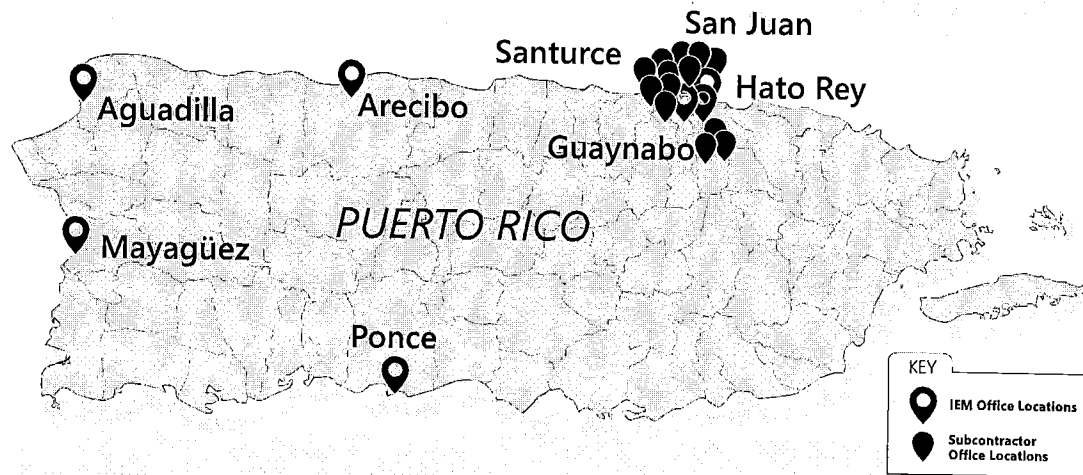 San Juan
Santurce
Hato Rey
Aguadilla
Arecibo
Guaynabo
PUERTO RICO
Mayagüez
Ponce
KEY
IEM Office Locations
Subcontractor
Office Locations